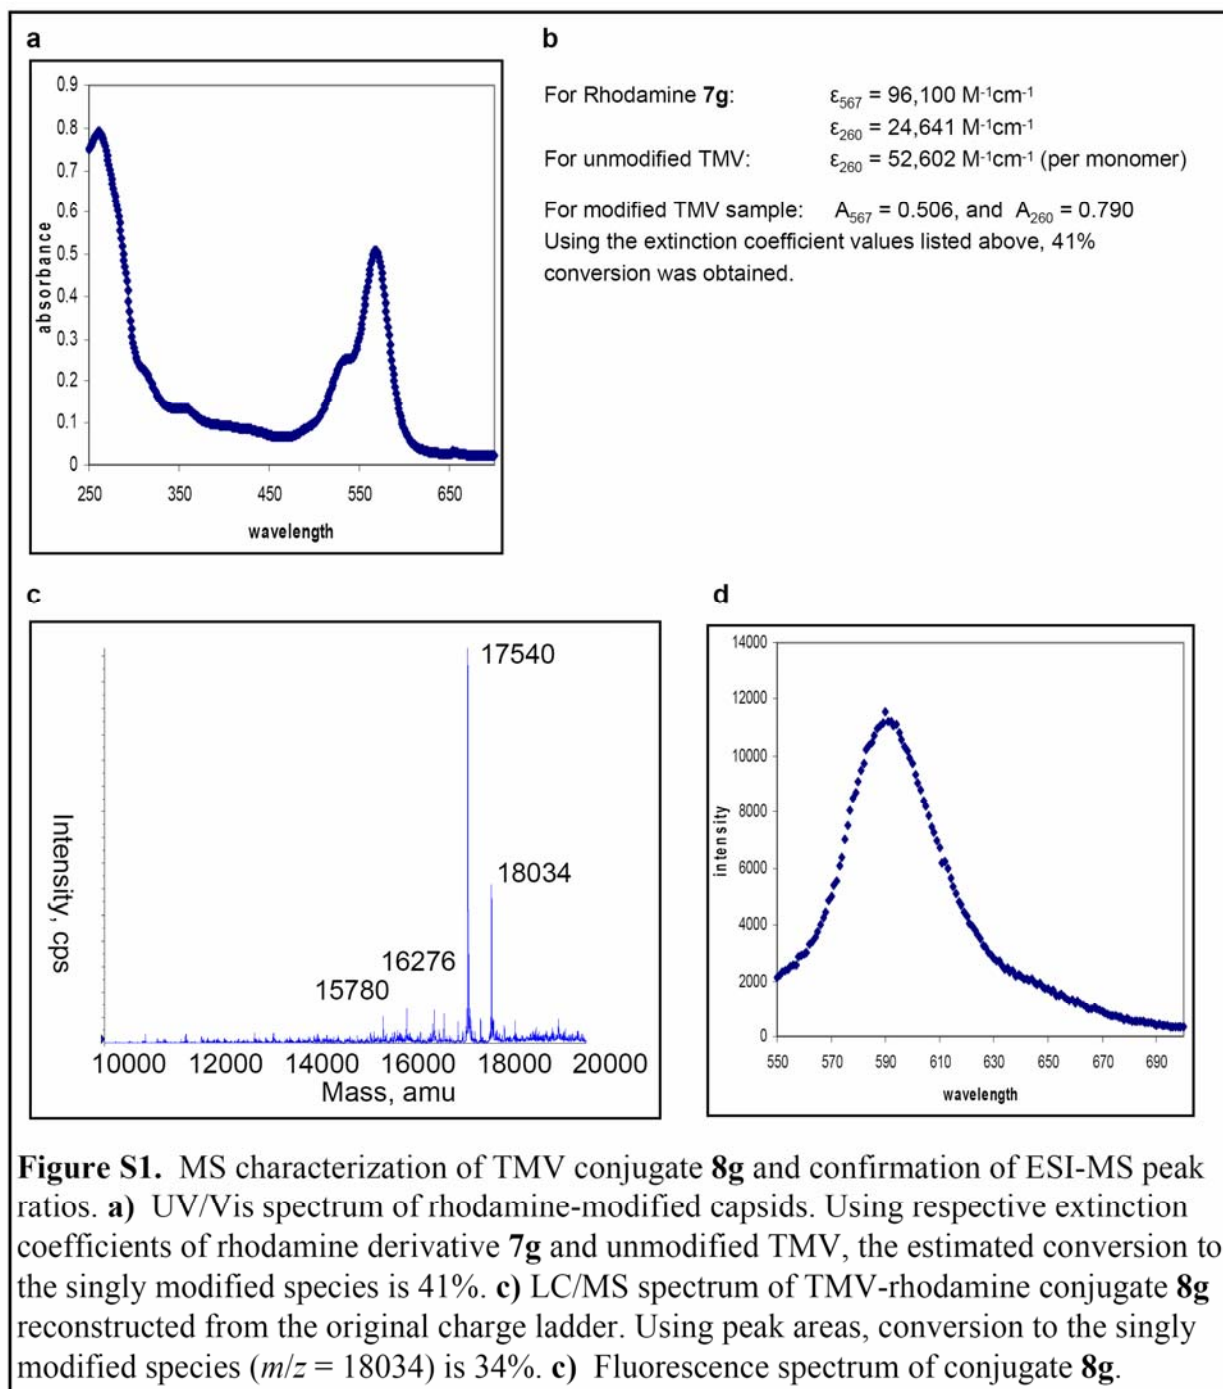 a
0.9
0.8
0.7
0.6
0.5
0.4
0.3
0.2
0.1
0
absorbance
250 350 450 550 650
wavelength
b
For Rhodamine 7g: ε567 = 96,100 M-1cm-1
ε260 = 24,641 M-1cm-1
For unmodified TMV: ε260 = 52,602 M-1cm-1 (per monomer)
For modified TMV sample: A567 = 0.506, and A260 = 0.790
Using the extinction coefficient values listed above, 41%
conversion was obtained.
c
Intensity, cps
17540
18034
16276
15780
10000 12000 14000 16000 18000 20000
Mass, amu
d
14000
12000
10000
8000
6000
4000
2000
0
intensity
550 570 590 610 630 650 670 690
wavelength
Figure S1. MS characterization of TMV conjugate 8g and confirmation of ESI-MS peak
ratios. a) UV/Vis spectrum of rhodamine-modified capsids. Using respective extinction
coefficients of rhodamine derivative 7g and unmodified TMV, the estimated conversion to
the singly modified species is 41%. c) LC/MS spectrum of TMV-rhodamine conjugate 8g
reconstructed from the original charge ladder. Using peak areas, conversion to the singly
modified species (m/z = 18034) is 34%. c) Fluorescence spectrum of conjugate 8g.